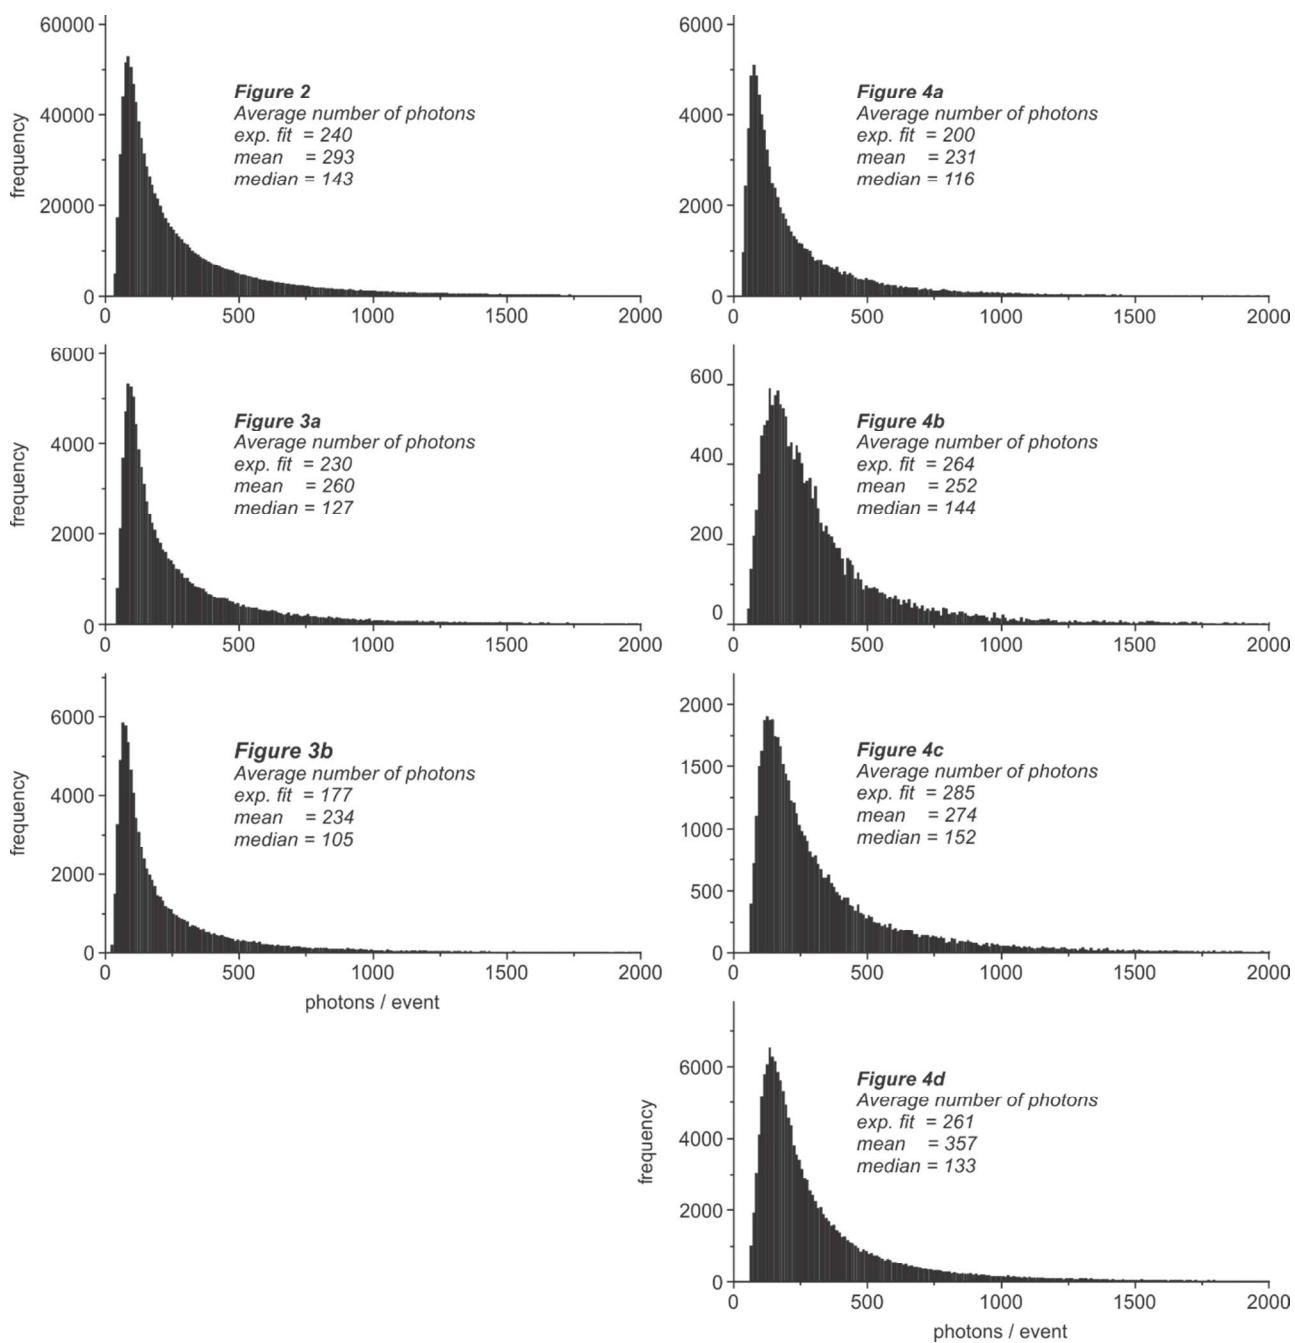 60000
40000
20000
0
frequency
Figure 2
Average number of photons
exp. fit = 240
mean = 293
median = 143
0 500 1000 1500 2000
6000
4000
2000
0
Figure 4a
Average number of photons
exp. fit = 200
mean = 231
median = 116
0 500 1000 1500 2000
6000
4000
2000
0
frequency
Figure 3a
Average number of photons
exp. fit = 230
mean = 260
median = 127
0 500 1000 1500 2000
600
400
200
0
Figure 4b
Average number of photons
exp. fit = 264
mean = 252
median = 144
0 500 1000 1500 2000
6000
4000
2000
0
frequency
Figure 3b
Average number of photons
exp. fit = 177
mean = 234
median = 105
0 500 1000 1500 2000
photons / event
2000
1500
1000
500
0
Figure 4c
Average number of photons
exp. fit = 285
mean = 274
median = 152
0 500 1000 1500 2000
6000
4000
2000
0
frequency
Figure 4d
Average number of photons
exp. fit = 261
mean = 357
median = 133
0 500 1000 1500 2000
photons / event